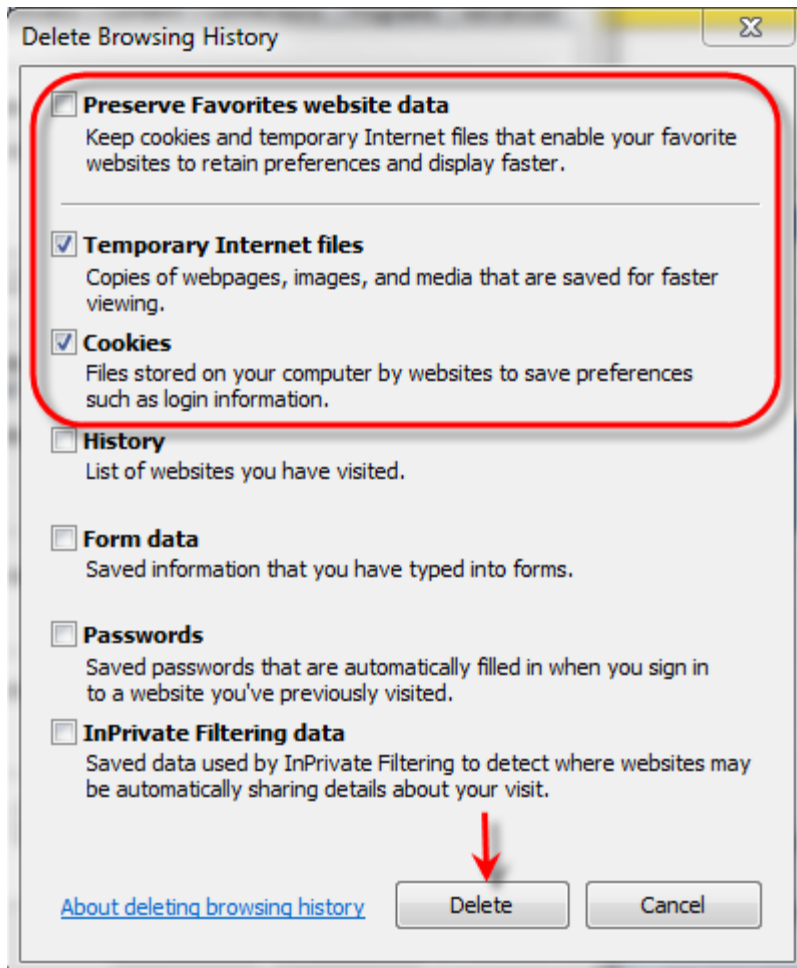 Delete Browsing History
Preserve Favorites website data
Keep cookies and temporary Internet files that enable your favorite
websites to retain preferences and display faster.
Temporary Internet files
Copies of webpages, images, and media that are saved for faster
viewing.
Cookies
Files stored on your computer by websites to save preferences
such as login information.
History
List of websites you have visited.
Form data
Saved information that you have typed into forms.
Passwords
Saved passwords that are automatically filled in when you sign in
to a website you've previously visited.
InPrivate Filtering data
Saved data used by InPrivate Filtering to detect where websites may
be automatically sharing details about your visit.
About deleting browsing history
Delete
Cancel